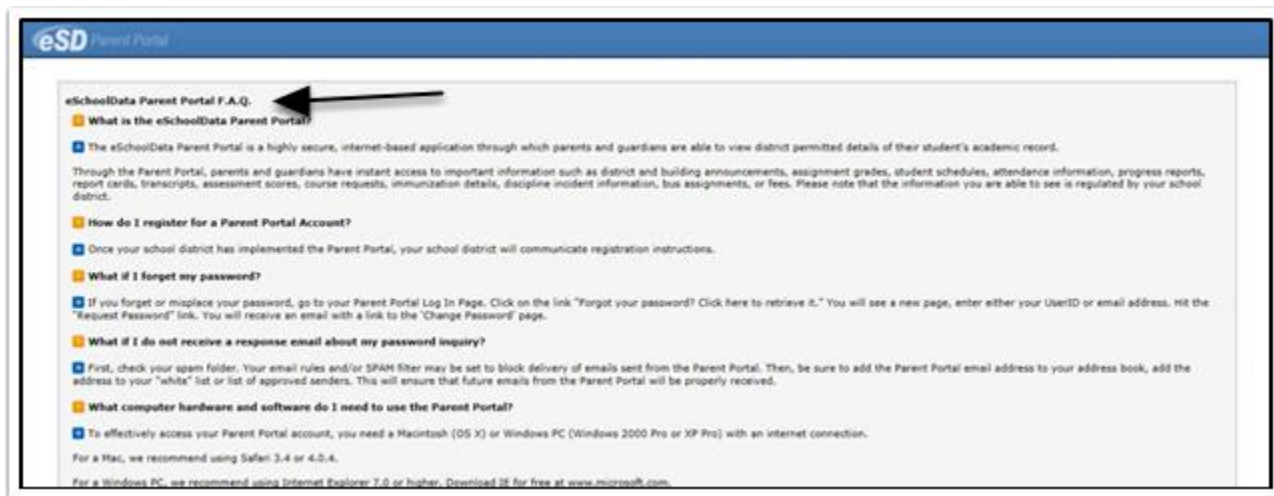 eSD Parent Portal
eSchoolData Parent Portal F.A.Q.
What is the eSchoolData Parent Portal?
The eSchoolData Parent Portal is a highly secure, internet-based application through which parents and guardians are able to view district permitted details of their student's academic record.
Through the Parent Portal, parents and guardians have instant access to important information such as district and building announcements, assignment grades, student schedules, attendance information, progress reports,
report cards, transcripts, assessment scores, course requests, immunization details, discipline incident information, bus assignments, or fees. Please note that the information you are able to see is regulated by your school
district.
How do I register for a Parent Portal Account?
Once your school district has implemented the Parent Portal, your school district will communicate registration instructions.
What if I forget my password?
If you forget or misplace your password, go to your Parent Portal Log In Page. Click on the link "Forgot your password? Click here to retrieve it." You will see a new page, enter either your UserID or email address. Hit the
"Request Password" link. You will receive an email with a link to the 'Change Password' page.
What if I do not receive a response email about my password inquiry?
First, check your spam folder. Your email rules and/or SPAM filter may be set to block delivery of emails sent from the Parent Portal. Then, be sure to add the Parent Portal email address to your address book, add the
address to your "white" list or list of approved senders. This will ensure that future emails from the Parent Portal will be properly received.
What computer hardware and software do I need to use the Parent Portal?
To effectively access your Parent Portal account, you need a Macintosh (OS X) or Windows PC (Windows 2000 Pro or XP Pro) with an internet connection.
For a Mac, we recommend using Safari 3.4 or 4.0.4.
For a Windows PC, we recommend using Internet Explorer 7.0 or higher. Download IE for free at www.microsoft.com.